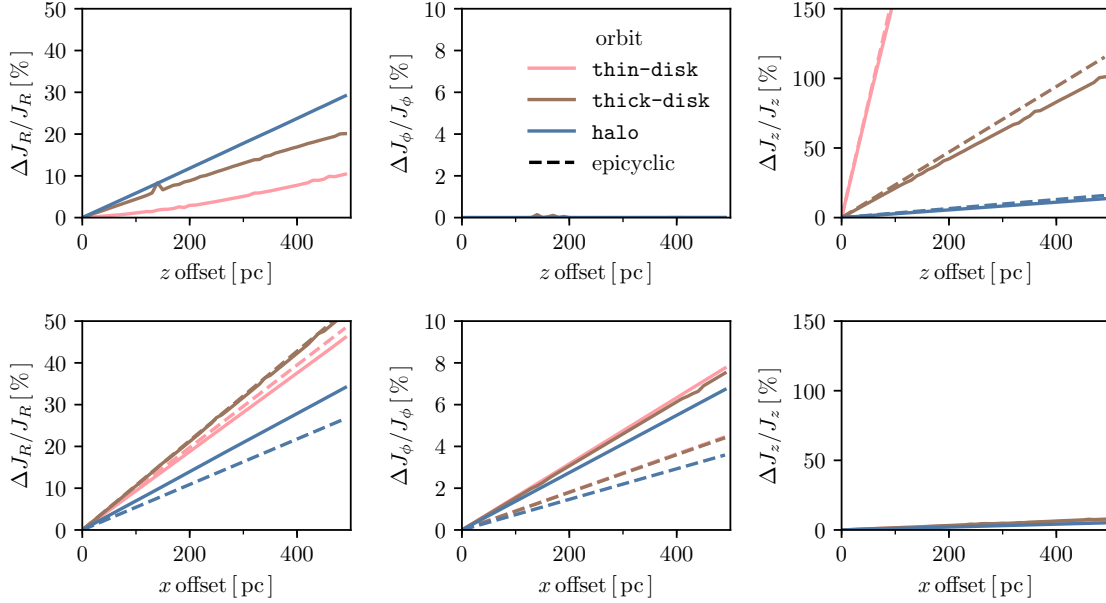 50
40
30
20
10
0
ΔJ_R/J_R [%]
0 200 400
z offset [pc]
10
8
6
4
2
0
ΔJ_ϕ/J_ϕ [%]
orbit
thin-disk
thick-disk
halo
epicyclic
0 200 400
z offset [pc]
150
100
50
0
ΔJ_z/J_z [%]
0 200 400
z offset [pc]
50
40
30
20
10
0
ΔJ_R/J_R [%]
0 200 400
x offset [pc]
10
8
6
4
2
0
ΔJ_ϕ/J_ϕ [%]
0 200 400
x offset [pc]
150
100
50
0
ΔJ_z/J_z [%]
0 200 400
x offset [pc]